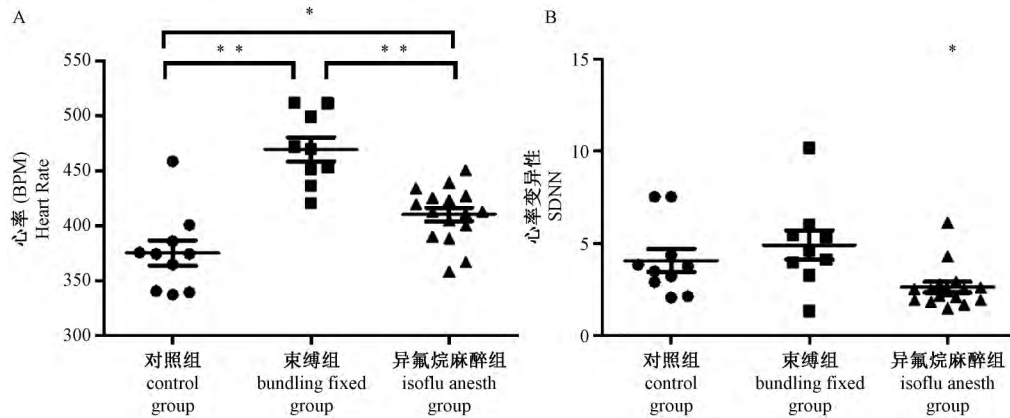 A
*
* *
* *
550
500
450
400
350
300
心率 (BPM)
Heart Rate
对照组
control
group
束缚组
bundling fixed
group
异氟烷麻醉组
isoflu anesth
group
B
*
15
10
5
0
心率变异性
SDNN
对照组
control
group
束缚组
bundling fixed
group
异氟烷麻醉组
isoflu anesth
group